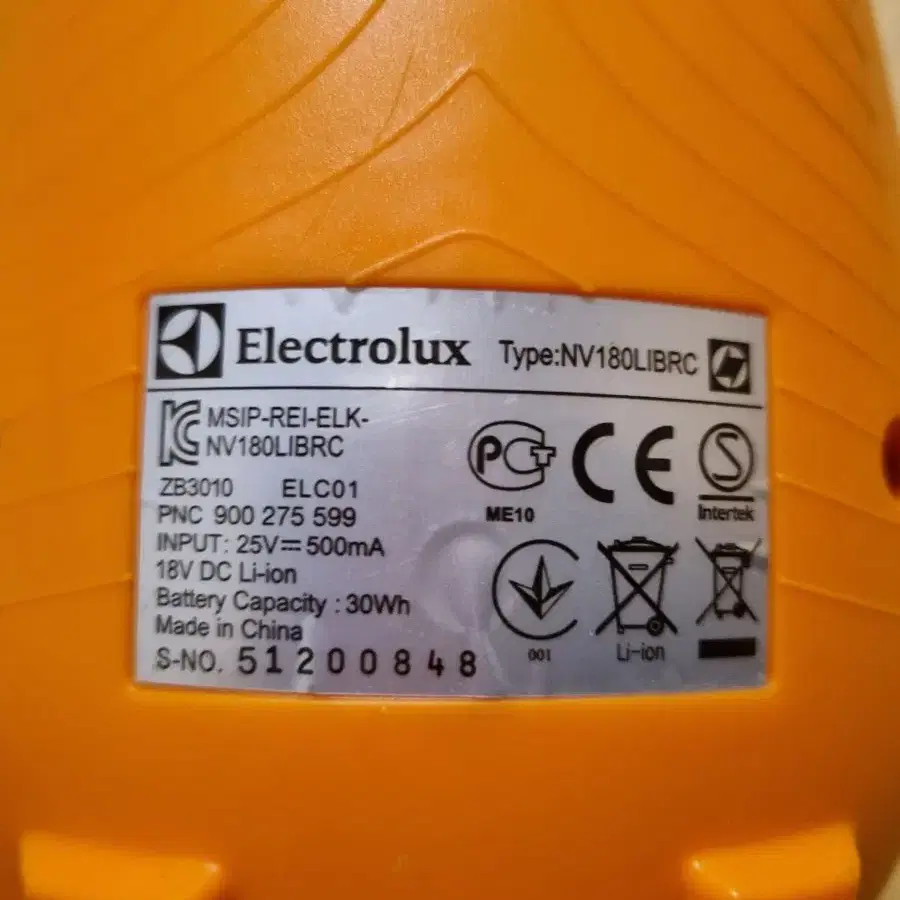 Electrolux Type:NV180LIBRC
MSIP-REI-ELK-
NV180LIBRC
ZB3010 ELC01
PNC 900 275 599
INPUT: 25V⎓500mA
18V DC Li-ion
Battery Capacity : 30Wh
Made in China
S-NO. 51200848
PCT CE S
ME10 Intertek
001 Li-ion